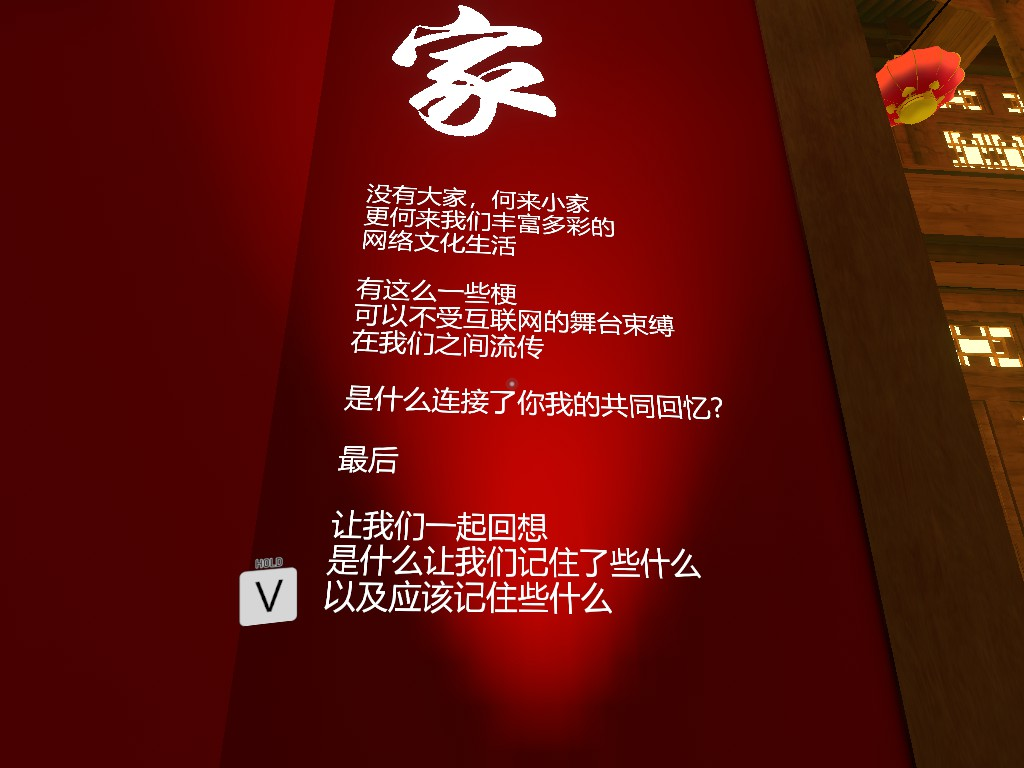 家
没有大家，何来小家
更何来我们丰富多彩的
网络文化生活
有这么一些梗
可以不受互联网的舞台束缚
在我们之间流传
是什么连接了你我的共同回忆?
最后
让我们一起回想
是什么让我们记住了些什么
以及应该记住些什么
HOLD
V